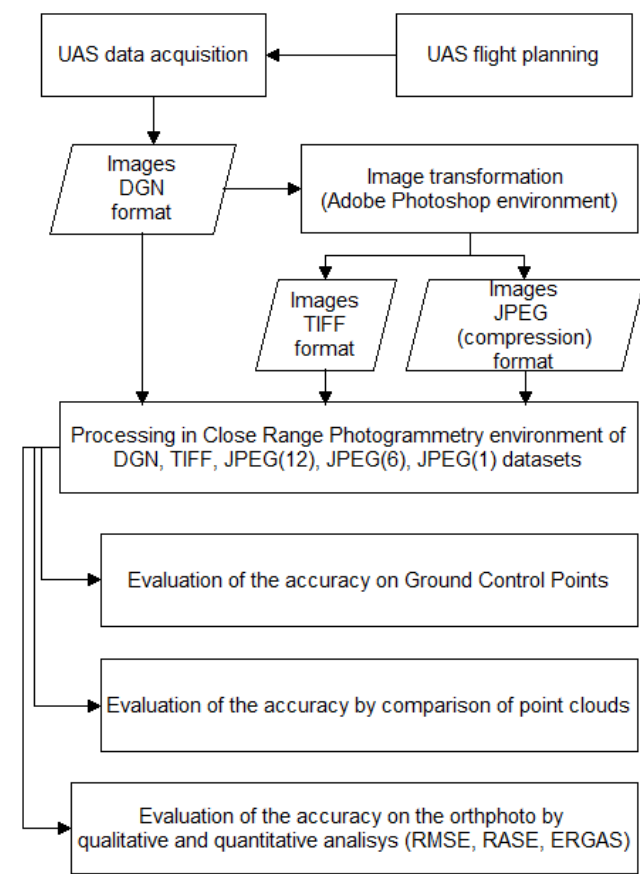 UAS data acquisition
UAS flight planning
Images
DGN
format
Image transformation
(Adobe Photoshop environment)
Images
TIFF
format
Images
JPEG
(compression)
format
Processing in Close Range Photogrammetry environment of
DGN, TIFF, JPEG(12), JPEG(6), JPEG(1) datasets
Evaluation of the accuracy on Ground Control Points
Evaluation of the accuracy by comparison of point clouds
Evaluation of the accuracy on the orthphoto by
qualitative and quantitative analisys (RMSE, RASE, ERGAS)